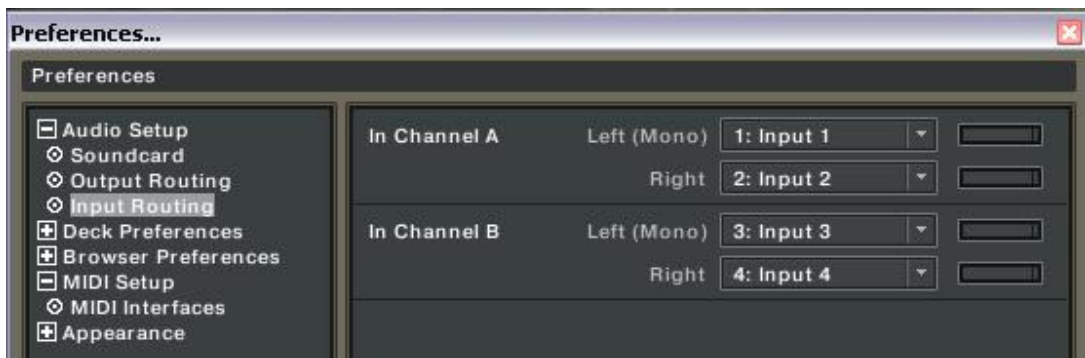 Preferences...
Preferences
Audio Setup
Soundcard
Output Routing
Input Routing
Deck Preferences
Browser Preferences
MIDI Setup
MIDI Interfaces
Appearance
In Channel A Left (Mono) 1: Input 1
Right 2: Input 2
In Channel B Left (Mono) 3: Input 3
Right 4: Input 4